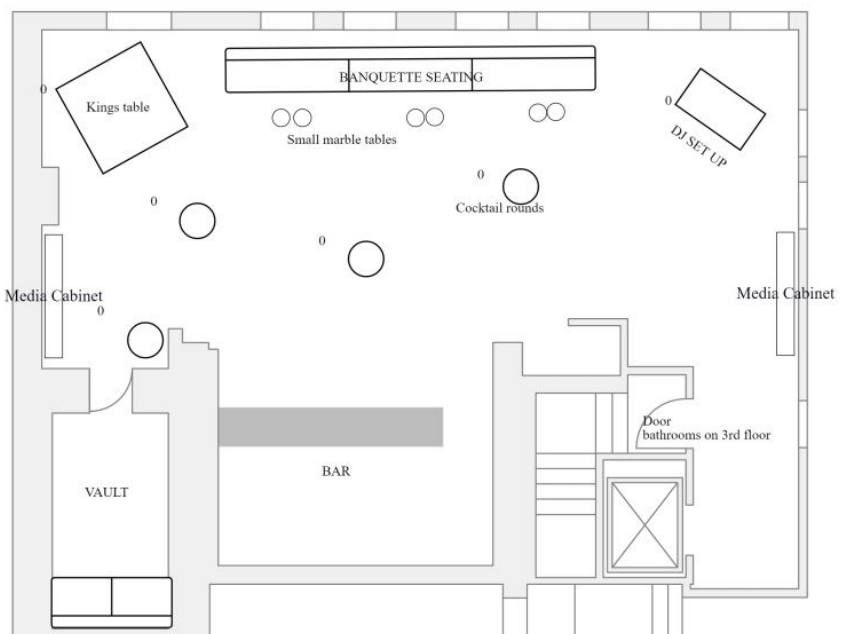 BANQUETTE SEATING
0
Kings table
0
DJ SET UP
Small marble tables
0
0
Cocktail rounds
0
Media Cabinet
Media Cabinet
0
Door
bathrooms on 3rd floor
BAR
VAULT